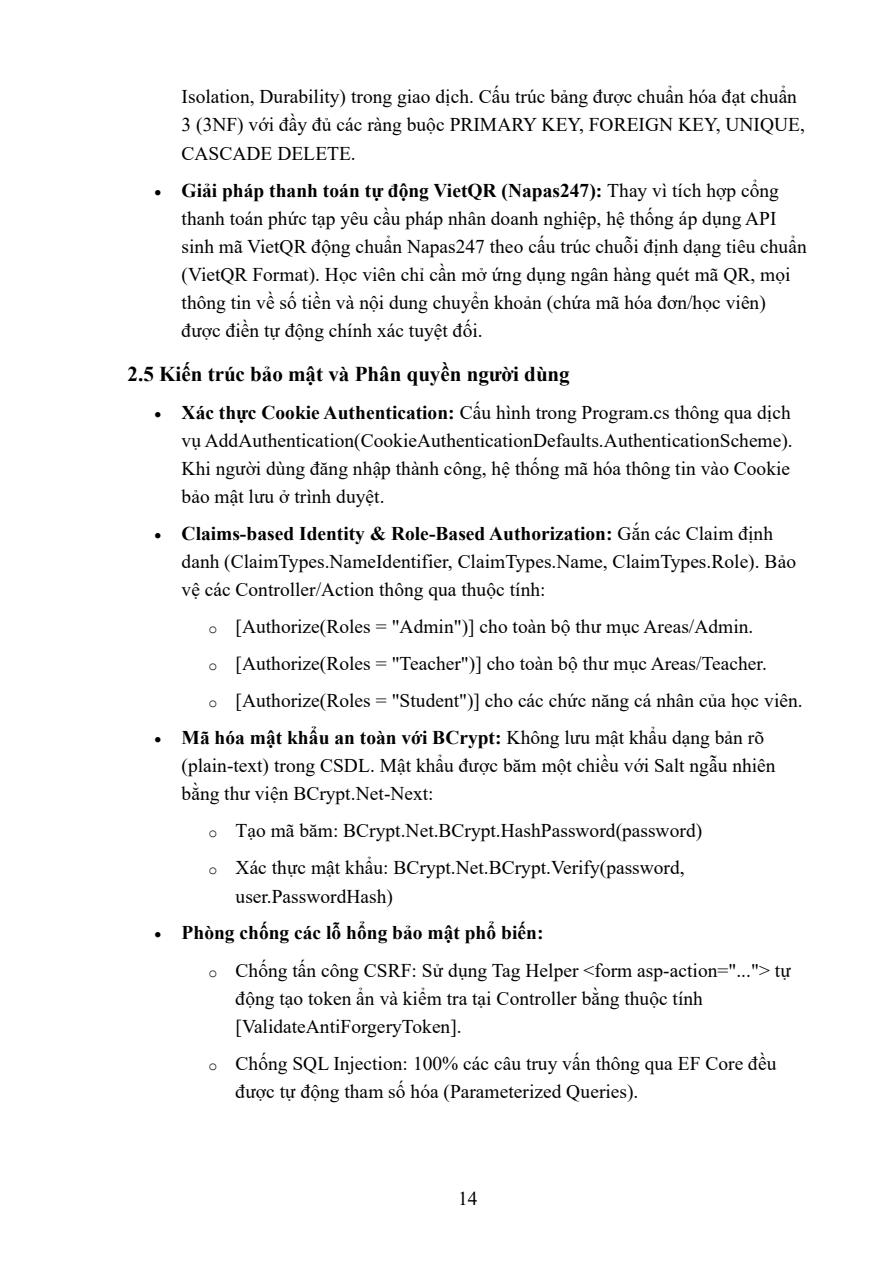 Isolation, Durability) trong giao dịch. Cấu trúc bảng được chuẩn hóa đạt chuẩn
3 (3NF) với đầy đủ các ràng buộc PRIMARY KEY, FOREIGN KEY, UNIQUE,
CASCADE DELETE.
• Giải pháp thanh toán tự động VietQR (Napas247): Thay vì tích hợp cổng
thanh toán phức tạp yêu cầu pháp nhân doanh nghiệp, hệ thống áp dụng API
sinh mã VietQR động chuẩn Napas247 theo cấu trúc chuỗi định dạng tiêu chuẩn
(VietQR Format). Học viên chỉ cần mở ứng dụng ngân hàng quét mã QR, mọi
thông tin về số tiền và nội dung chuyển khoản (chứa mã hóa đơn/học viên)
được điền tự động chính xác tuyệt đối.
2.5 Kiến trúc bảo mật và Phân quyền người dùng
• Xác thực Cookie Authentication: Cấu hình trong Program.cs thông qua dịch
vụ AddAuthentication(CookieAuthenticationDefaults.AuthenticationScheme).
Khi người dùng đăng nhập thành công, hệ thống mã hóa thông tin vào Cookie
bảo mật lưu ở trình duyệt.
• Claims-based Identity & Role-Based Authorization: Gắn các Claim định
danh (ClaimTypes.NameIdentifier, ClaimTypes.Name, ClaimTypes.Role). Bảo
vệ các Controller/Action thông qua thuộc tính:
o [Authorize(Roles = "Admin")] cho toàn bộ thư mục Areas/Admin.
o [Authorize(Roles = "Teacher")] cho toàn bộ thư mục Areas/Teacher.
o [Authorize(Roles = "Student")] cho các chức năng cá nhân của học viên.
• Mã hóa mật khẩu an toàn với BCrypt: Không lưu mật khẩu dạng bản rõ
(plain-text) trong CSDL. Mật khẩu được băm một chiều với Salt ngẫu nhiên
bằng thư viện BCrypt.Net-Next:
o Tạo mã băm: BCrypt.Net.BCrypt.HashPassword(password)
o Xác thực mật khẩu: BCrypt.Net.BCrypt.Verify(password,
user.PasswordHash)
• Phòng chống các lỗ hổng bảo mật phổ biến:
o Chống tấn công CSRF: Sử dụng Tag Helper <form asp-action="..."> tự
động tạo token ẩn và kiểm tra tại Controller bằng thuộc tính
[ValidateAntiForgeryToken].
o Chống SQL Injection: 100% các câu truy vấn thông qua EF Core đều
được tự động tham số hóa (Parameterized Queries).
14